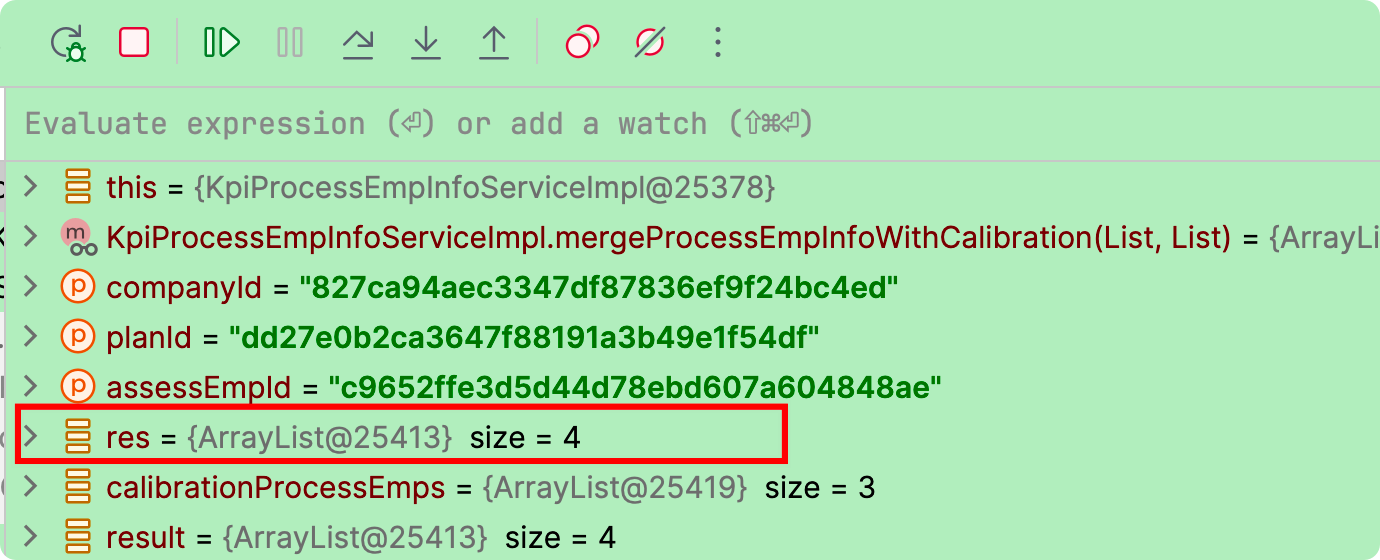 Evaluate expression (⏎) or add a watch (⇧⌘⏎)
this = {KpiProcessEmpInfoServiceImpl@25378}
m KpiProcessEmpInfoServiceImpl.mergeProcessEmpInfoWithCalibration(List, List) = {ArrayLi
p companyId = "827ca94aec3347df87836ef9f24bc4ed"
p planId = "dd27e0b2ca3647f88191a3b49e1f54df"
p assessEmpId = "c9652ffe3d5d44d78ebd607a604848ae"
res = {ArrayList@25413} size = 4
calibrationProcessEmps = {ArrayList@25419} size = 3
result = {ArrayList@25413} size = 4